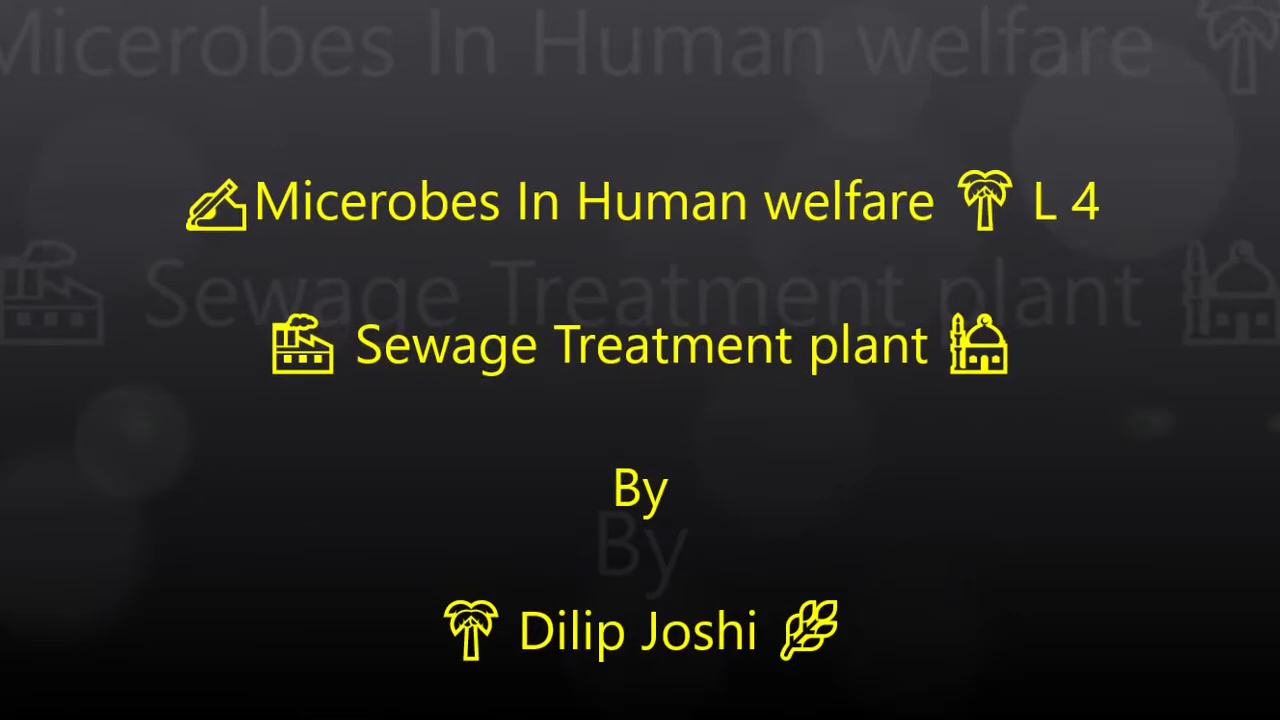 ✍Micerobes In Human welfare 🌴 L 4
🏭 Sewage Treatment plant 🕌
By
🌴 Dilip Joshi 🌾